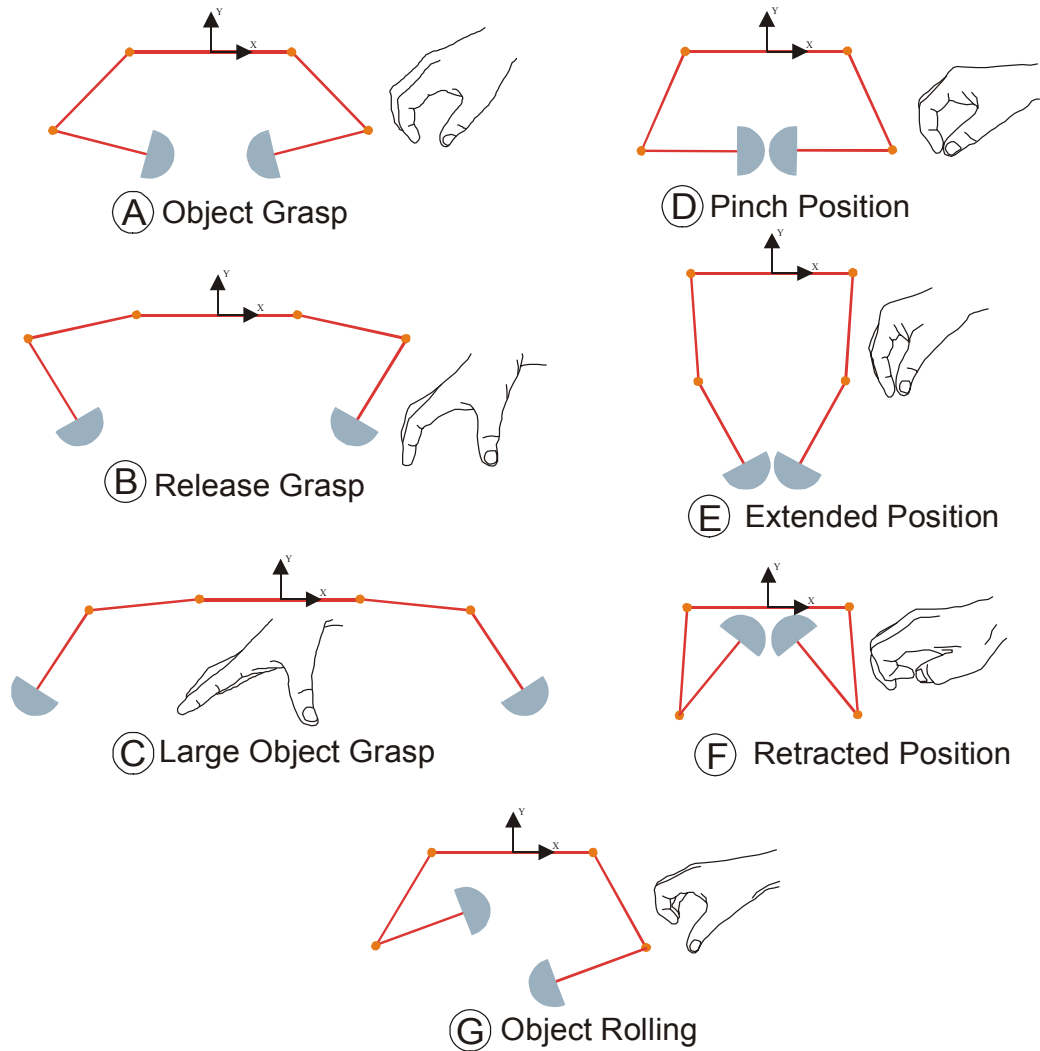 Y
X
A Object Grasp
Y
X
D Pinch Position
Y
X
B Release Grasp
Y
X
E Extended Position
Y
X
C Large Object Grasp
Y
X
F Retracted Position
Y
X
G Object Rolling